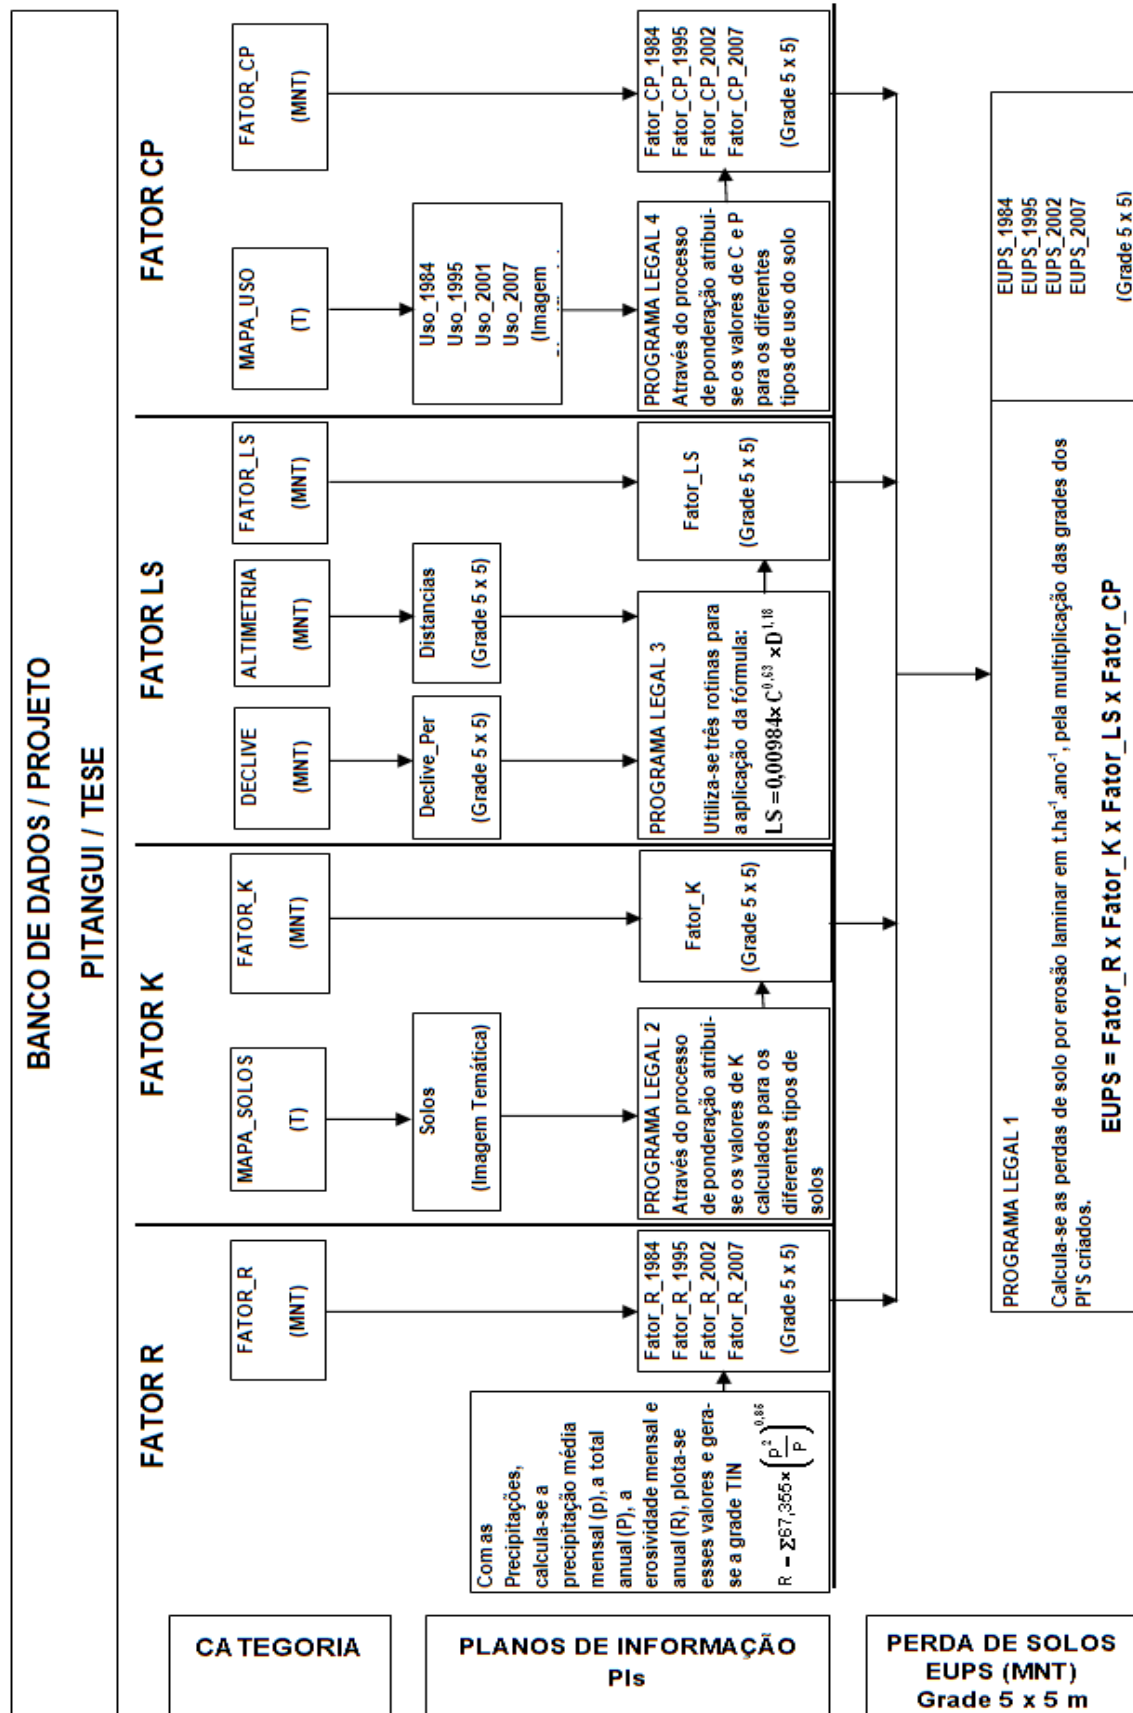 BANCO DE DADOS / PROJETO
PITANGUI / TESE
CATEGORIA
PLANOS DE INFORMAÇÃO
PIs
PERDA DE SOLOS
EUPS (MNT)
Grade 5 x 5 m
FATOR R
FATOR_R
(MNT)
Com as
Precipitações,
calcula-se a
precipitação média
mensal (p), a total
anual (P), a
erosividade mensal e
anual (R), plota-se
esses valores e gera-
se a grade TIN
R = Σ67,355×(p²/P)^0,86
Fator_R_1984
Fator_R_1995
Fator_R_2002
Fator_R_2007
(Grade 5 x 5)
FATOR K
MAPA_SOLOS
(T)
FATOR_K
(MNT)
Solos
(Imagem Temática)
PROGRAMA LEGAL 2
Através do processo
de ponderação atribui-
se os valores de K
calculados para os
diferentes tipos de
solos
Fator_K
(Grade 5 x 5)
FATOR LS
DECLIVE
(MNT)
ALTIMETRIA
(MNT)
FATOR_LS
(MNT)
Declive_Per
(Grade 5 x 5)
Distancias
(Grade 5 x 5)
PROGRAMA LEGAL 3
Utiliza-se três rotinas para
a aplicação da fórmula:
LS = 0,00984× C^0,63 ×D^1,18
Fator_LS
(Grade 5 x 5)
FATOR CP
MAPA_USO
(T)
FATOR_CP
(MNT)
Uso_1984
Uso_1995
Uso_2001
Uso_2007
(Imagem
PROGRAMA LEGAL 4
Através do processo
de ponderação atribui-
se os valores de C e P
para os diferentes
tipos de uso do solo
Fator_CP_1984
Fator_CP_1995
Fator_CP_2002
Fator_CP_2007
(Grade 5 x 5)
PROGRAMA LEGAL 1
Calcula-se as perdas de solo por erosão laminar em t.ha⁻¹.ano⁻¹, pela multiplicação das grades dos
PI'S criados.
EUPS = Fator_R x Fator_K x Fator_LS x Fator_CP
EUPS_1984
EUPS_1995
EUPS_2002
EUPS_2007
(Grade 5 x 5)